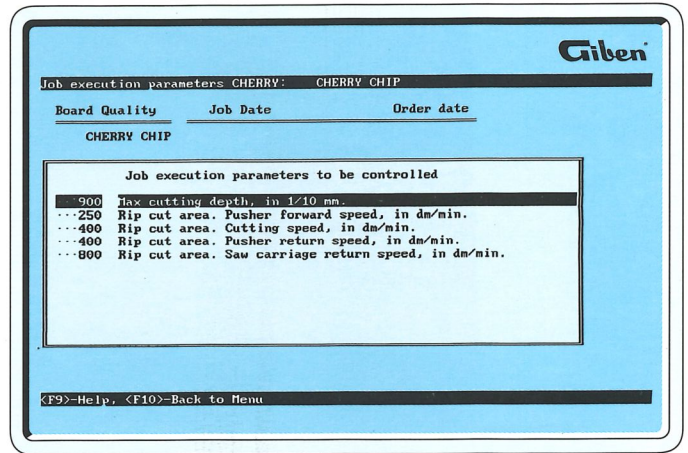 Giben
Job execution parameters CHERRY: CHERRY CHIP
Board Quality Job Date Order date
CHERRY CHIP
Job execution parameters to be controlled
···900 Max cutting depth, in 1/10 mm.
···250 Rip cut area. Pusher forward speed, in dm/min.
···400 Rip cut area. Cutting speed, in dm/min.
···400 Rip cut area. Pusher return speed, in dm/min.
···800 Rip cut area. Saw carriage return speed, in dm/min.
<F9>-Help, <F10>-Back to Menu